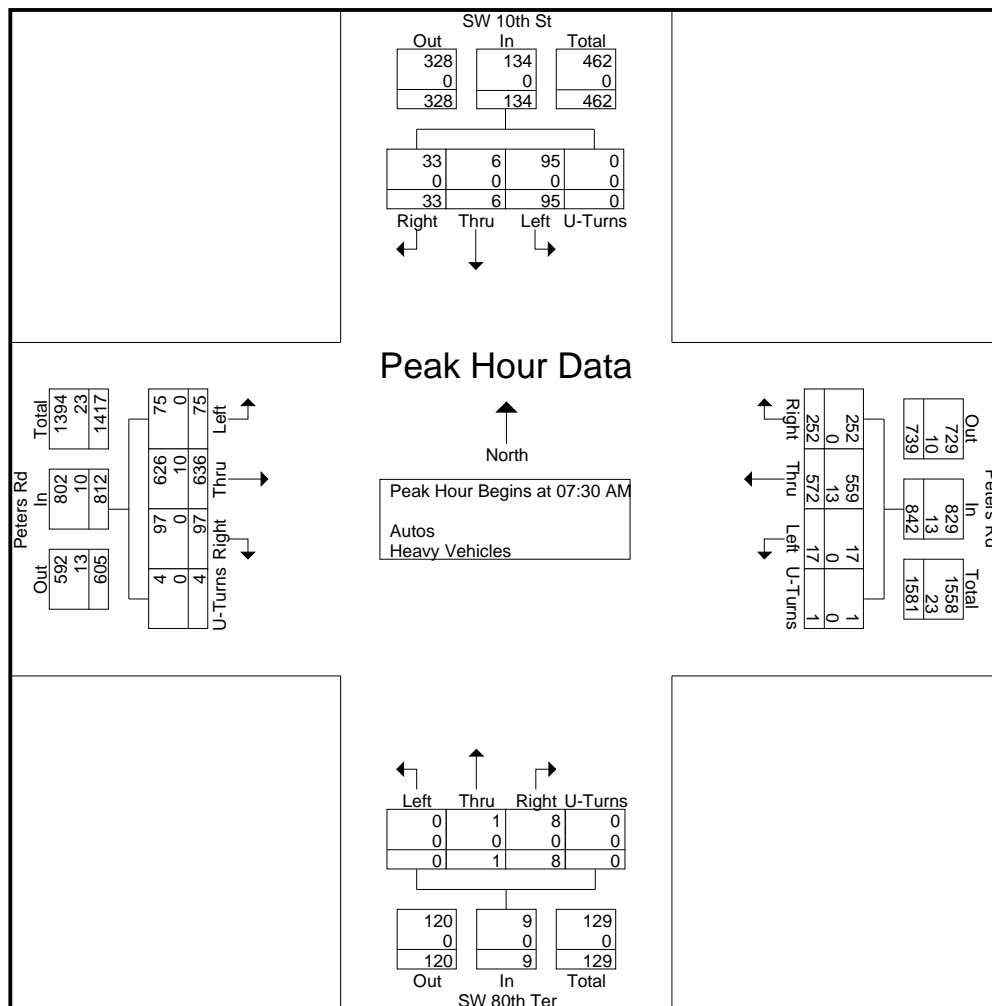 SW 10th St
Out In Total
328 134 462
0 0 0
328 134 462
33 6 95 0
0 0 0 0
33 6 95 0
Right Thru Left U-Turns
Peak Hour Data
North
Peak Hour Begins at 07:30 AM
Autos
Heavy Vehicles
Peters Rd
Out In Total
592 802 1394
13 10 23
605 812 1417
4 97 626 75
0 0 10 0
4 97 636 75
U-Turns Right Thru Left
Peters Rd
Out In Total
729 829 1558
10 13 23
739 842 1581
252 559 17 1
0 13 0 0
252 572 17 1
Right Thru Left U-Turns
Left Thru Right U-Turns
0 1 8 0
0 0 0 0
0 1 8 0
120 9 129
0 0 0
120 9 129
Out In Total
SW 80th Ter